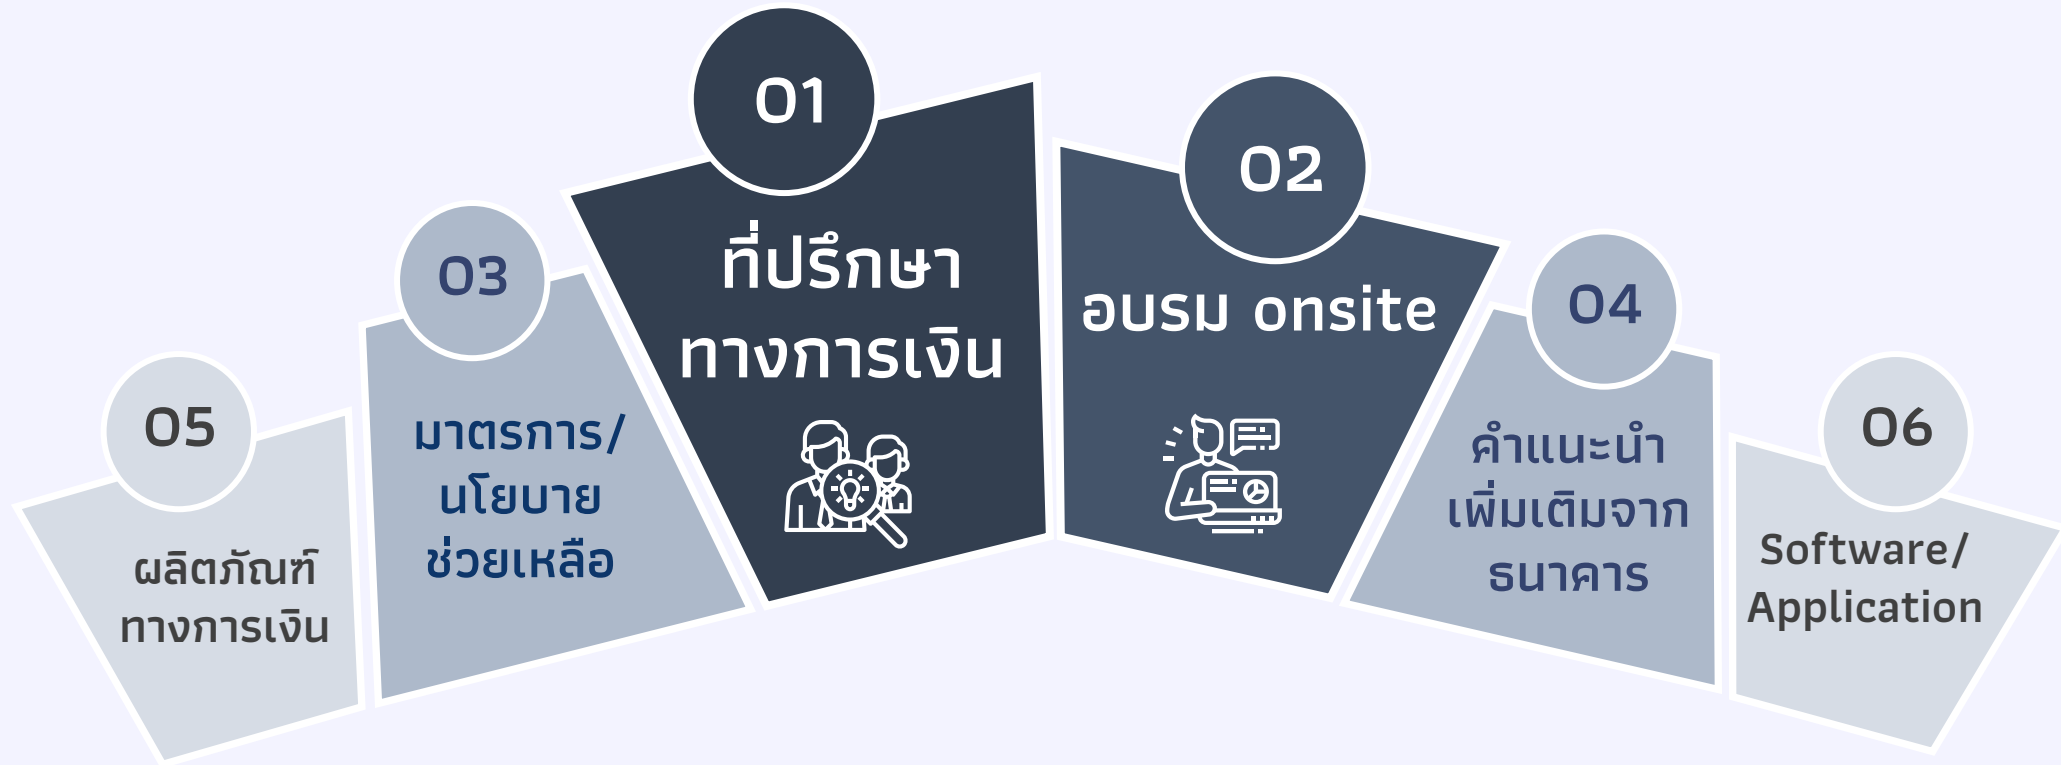 01
ที่ปรึกษา
ทางการเงิน
02
อบรม onsite
03
มาตรการ/
นโยบาย
ช่วยเหลือ
04
คำแนะนำ
เพิ่มเติมจาก
ธนาคาร
05
ผลิตภัณฑ์
ทางการเงิน
06
Software/
Application